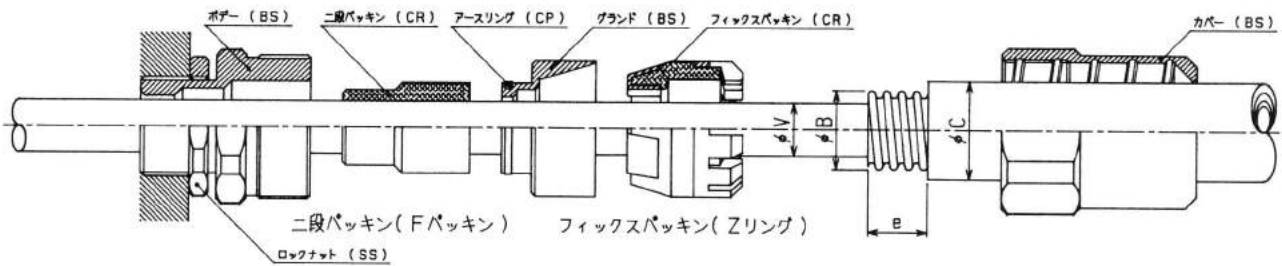 ボデー (BS)
二段パッキン (CR)
アースリング (CP)
グランド (BS)
フィックスパッキン (CR)
カバー (BS)
φV
φB
φC
e
二段パッキン(Fパッキン)
フィックスパッキン(Zリング)
ロックナット (SS)